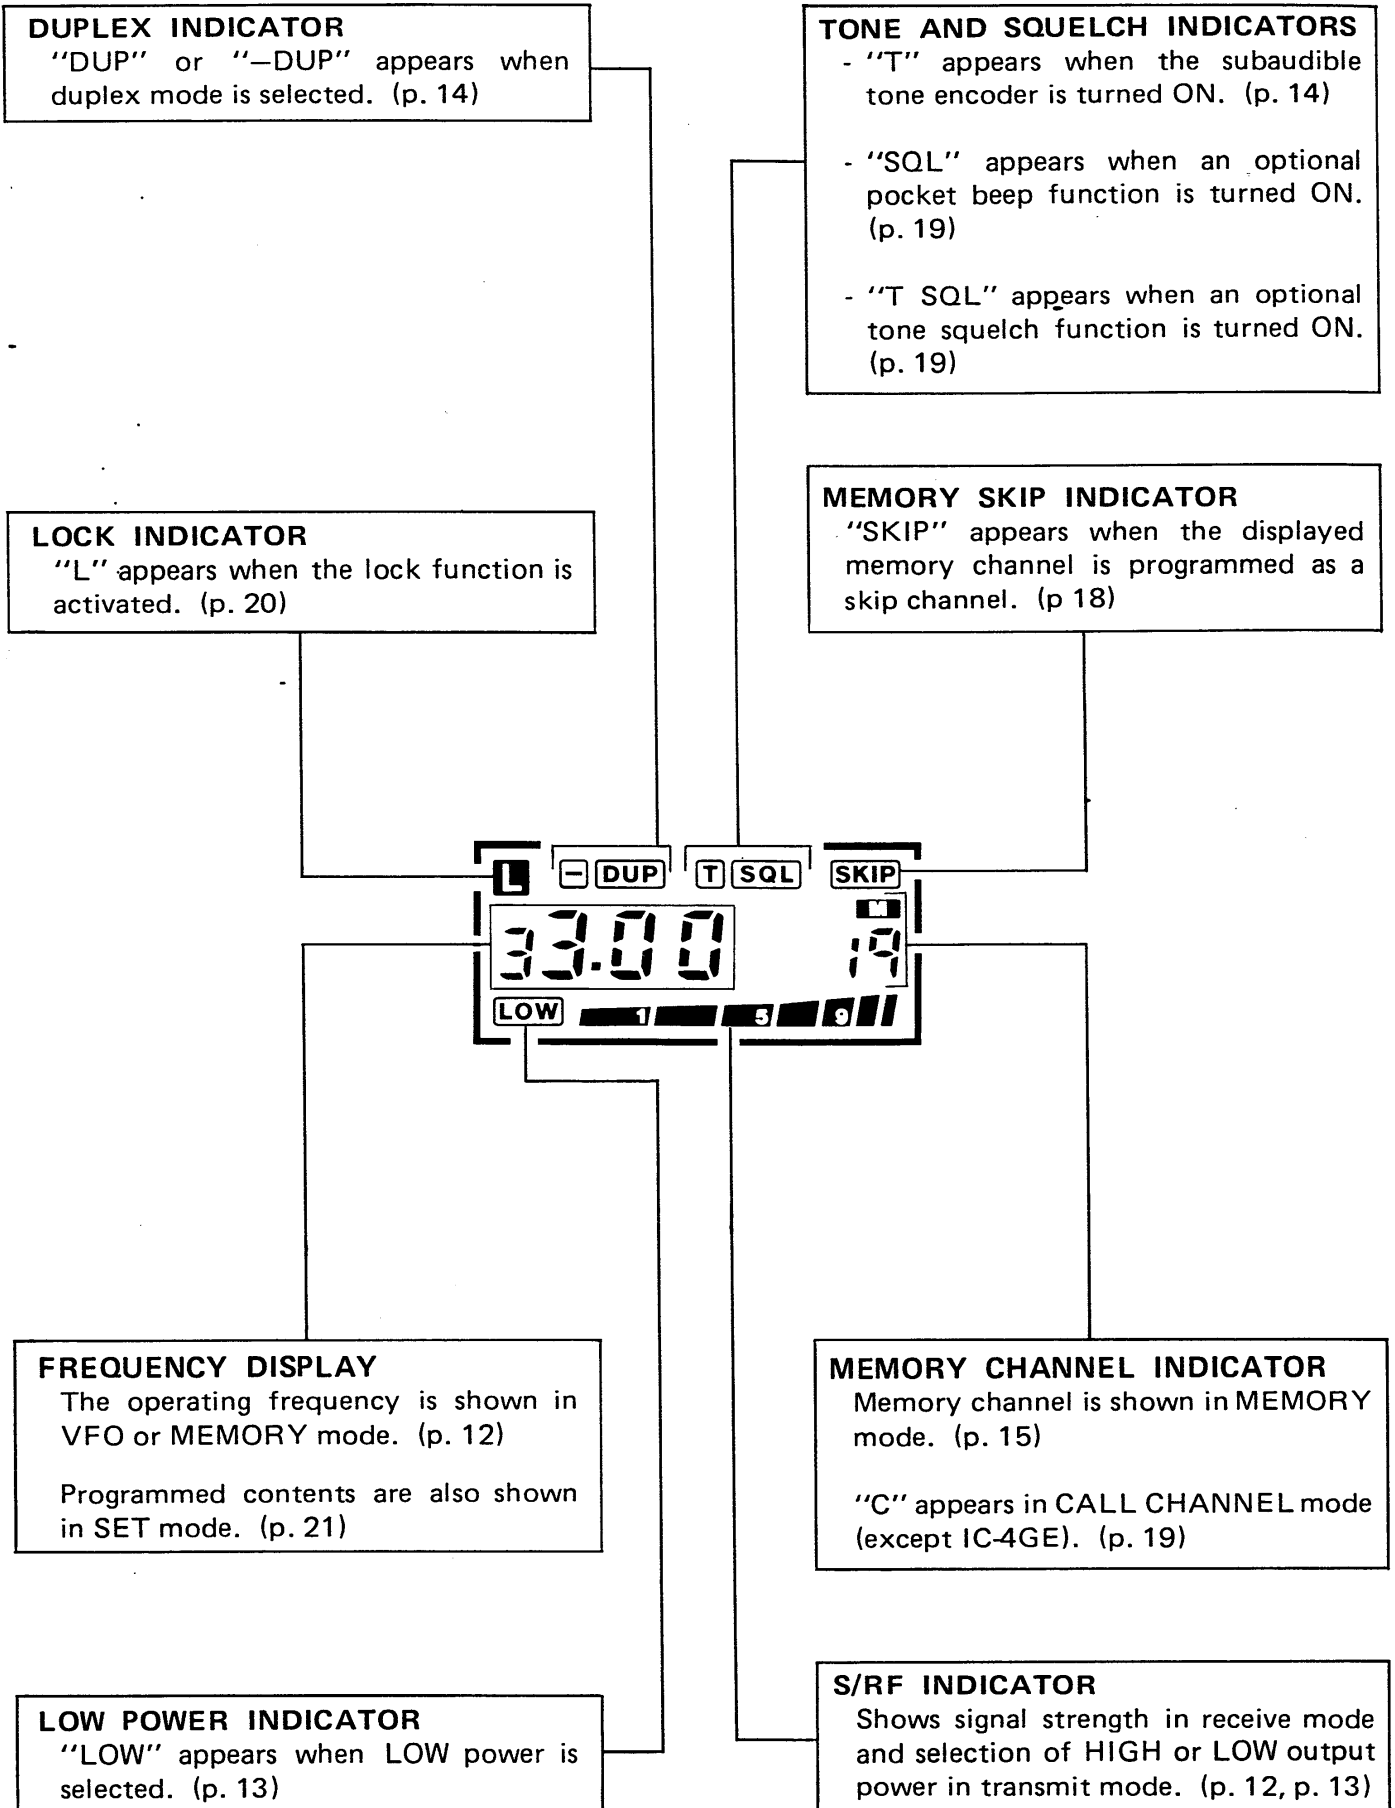 DUPLEX INDICATOR
"DUP" or "—DUP" appears when
duplex mode is selected. (p. 14)
TONE AND SQUELCH INDICATORS
- "T" appears when the subaudible
tone encoder is turned ON. (p. 14)
- "SQL" appears when an optional
pocket beep function is turned ON.
(p. 19)
- "T SQL" appears when an optional
tone squelch function is turned ON.
(p. 19)
LOCK INDICATOR
"L" appears when the lock function is
activated. (p. 20)
MEMORY SKIP INDICATOR
"SKIP" appears when the displayed
memory channel is programmed as a
skip channel. (p 18)
L - DUP T SQL SKIP
M
33.00 19
LOW 1 5 9
FREQUENCY DISPLAY
The operating frequency is shown in
VFO or MEMORY mode. (p. 12)
Programmed contents are also shown
in SET mode. (p. 21)
MEMORY CHANNEL INDICATOR
Memory channel is shown in MEMORY
mode. (p. 15)
"C" appears in CALL CHANNEL mode
(except IC-4GE). (p. 19)
LOW POWER INDICATOR
"LOW" appears when LOW power is
selected. (p. 13)
S/RF INDICATOR
Shows signal strength in receive mode
and selection of HIGH or LOW output
power in transmit mode. (p. 12, p. 13)